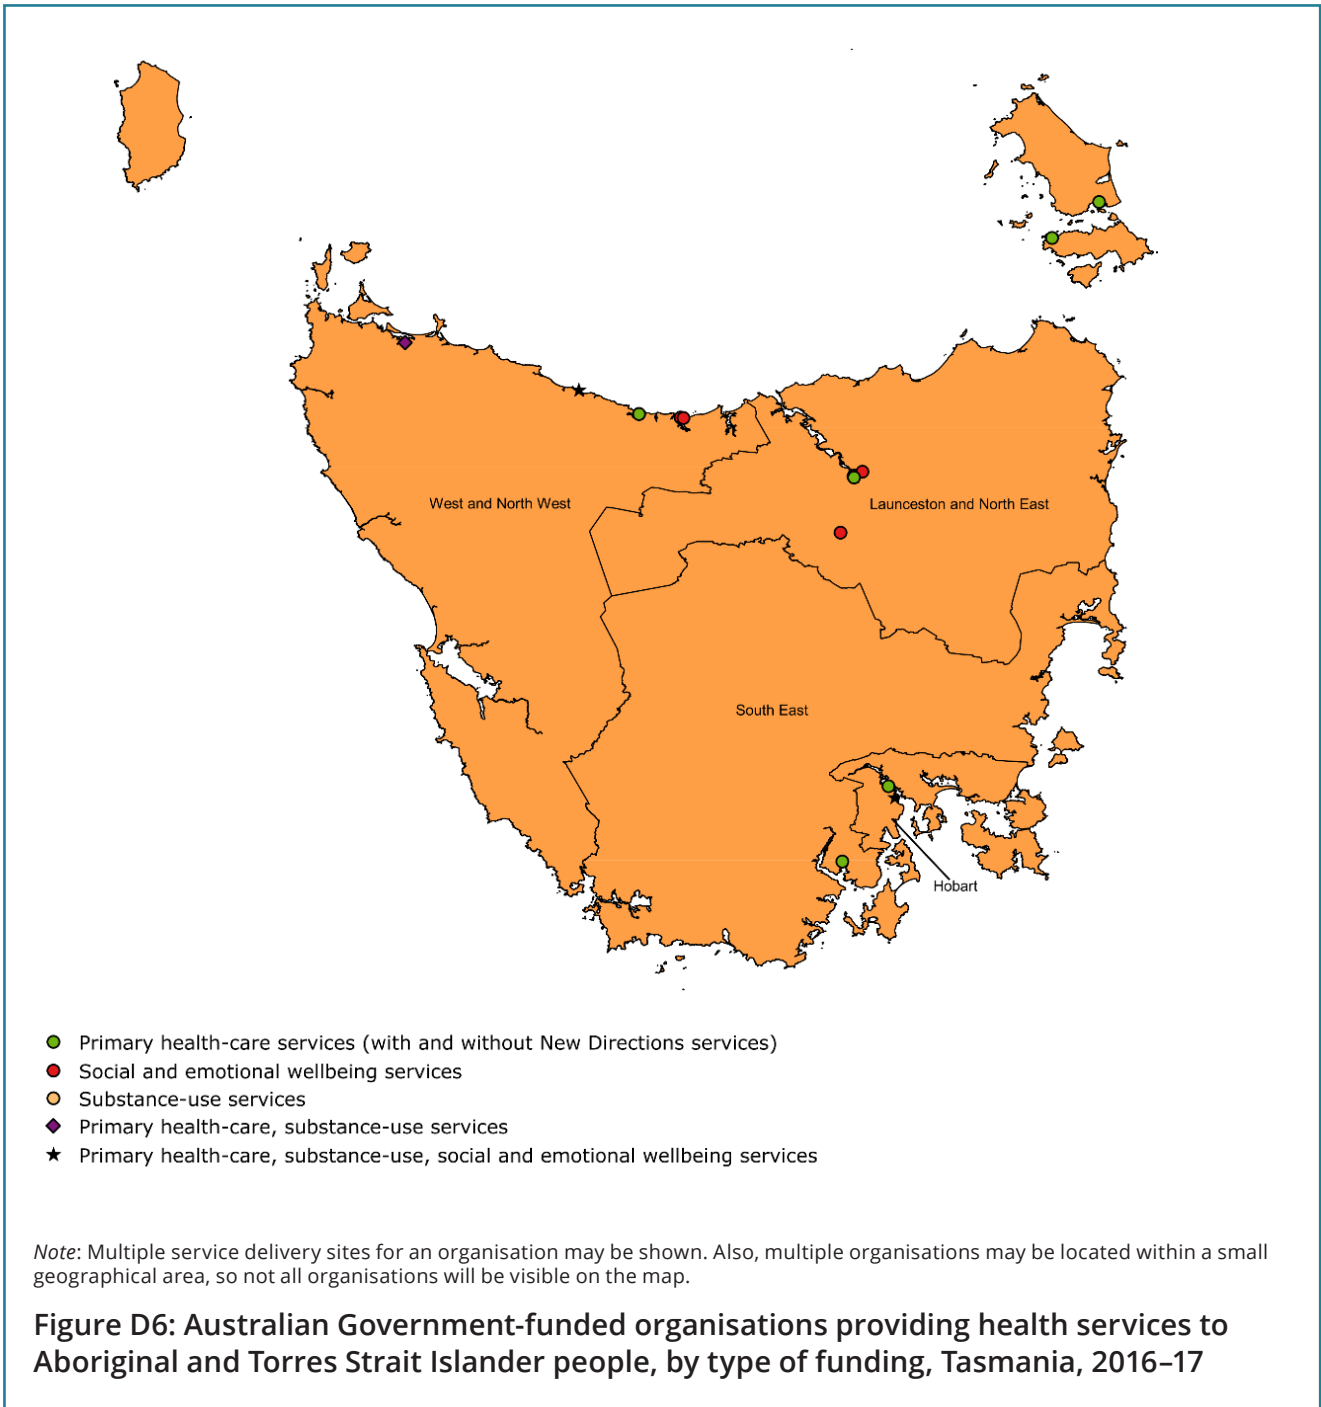 West and North West
Launceston and North East
South East
Hobart
Primary health-care services (with and without New Directions services)
Social and emotional wellbeing services
Substance-use services
Primary health-care, substance-use services
Primary health-care, substance-use, social and emotional wellbeing services
Note: Multiple service delivery sites for an organisation may be shown. Also, multiple organisations may be located within a small
geographical area, so not all organisations will be visible on the map.
Figure D6: Australian Government-funded organisations providing health services to
Aboriginal and Torres Strait Islander people, by type of funding, Tasmania, 2016–17